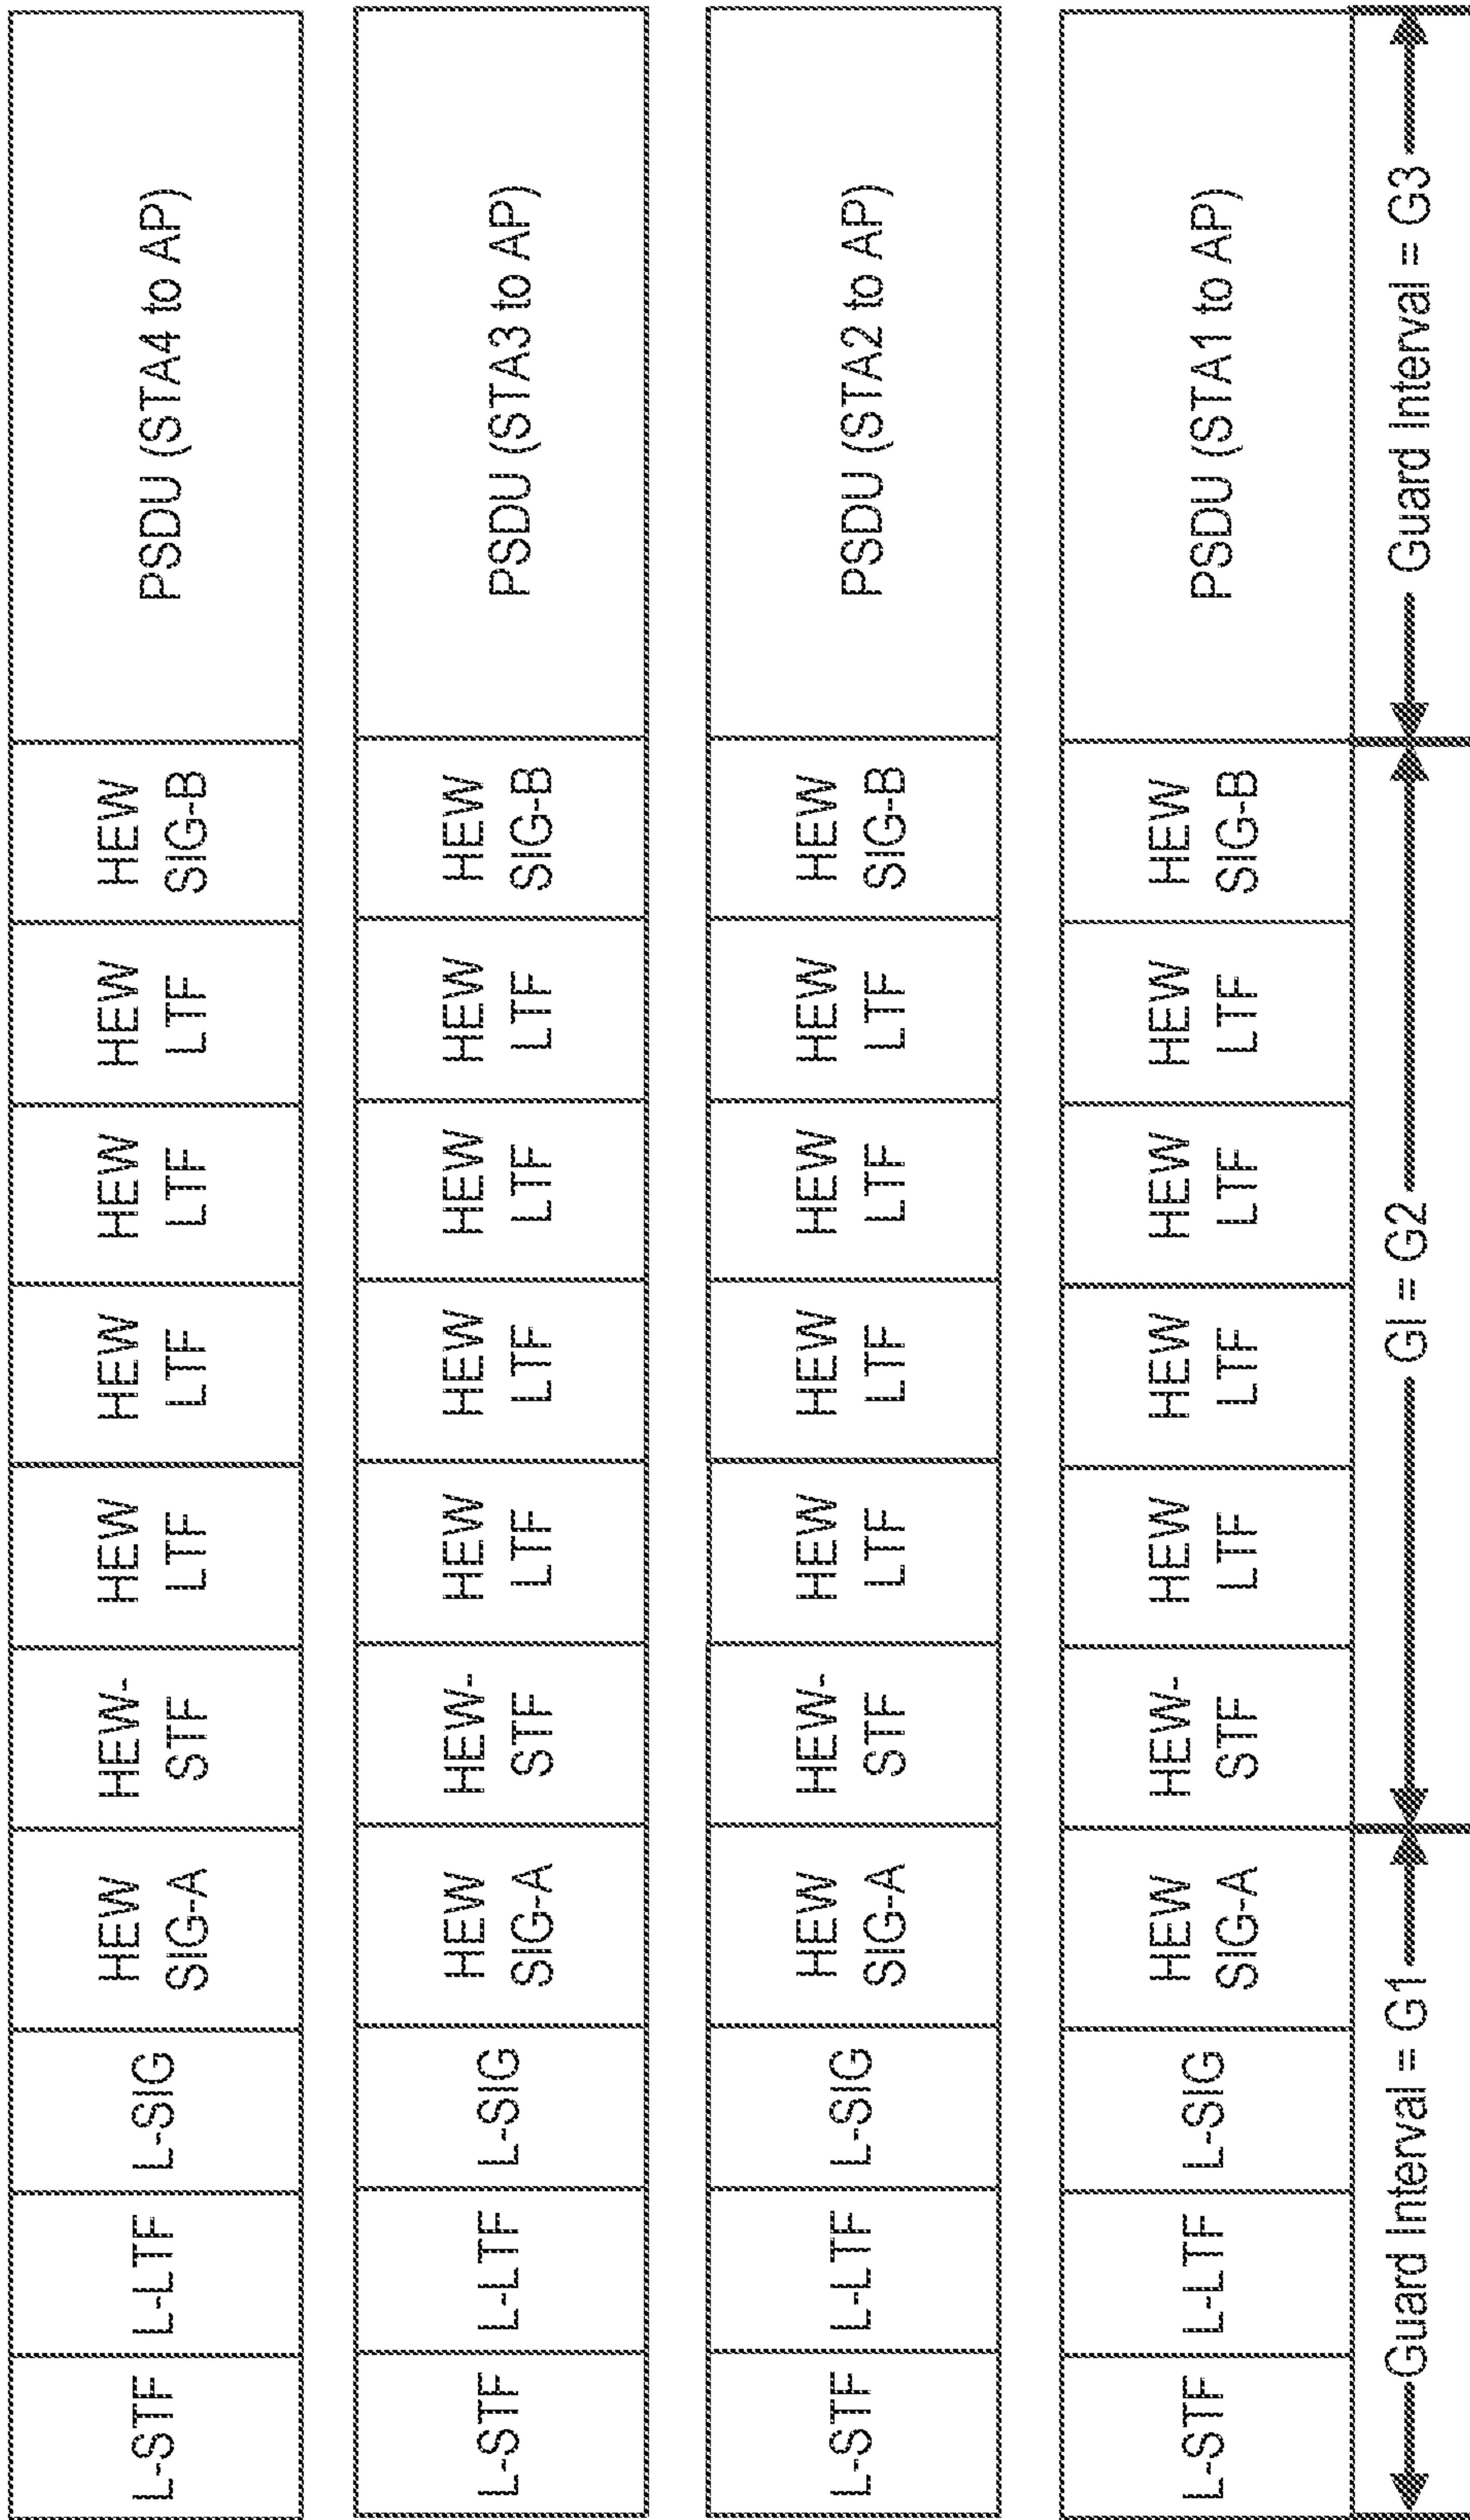 L-STF
L-LTF
L-SIG
HEW
SIG-A
HEW-
STF
HEW
LTF
HEW
LTF
HEW
LTF
HEW
LTF
HEW
SIG-B
PSDU (STA4 to AP)
L-STF
L-LTF
L-SIG
HEW
SIG-A
HEW-
STF
HEW
LTF
HEW
LTF
HEW
LTF
HEW
LTF
HEW
SIG-B
PSDU (STA3 to AP)
L-STF
L-LTF
L-SIG
HEW
SIG-A
HEW-
STF
HEW
LTF
HEW
LTF
HEW
LTF
HEW
LTF
HEW
SIG-B
PSDU (STA2 to AP)
L-STF
L-LTF
L-SIG
HEW
SIG-A
HEW-
STF
HEW
LTF
HEW
LTF
HEW
LTF
HEW
LTF
HEW
SIG-B
PSDU (STA1 to AP)
Guard Interval = G1
GI = G2
Guard Interval = G3